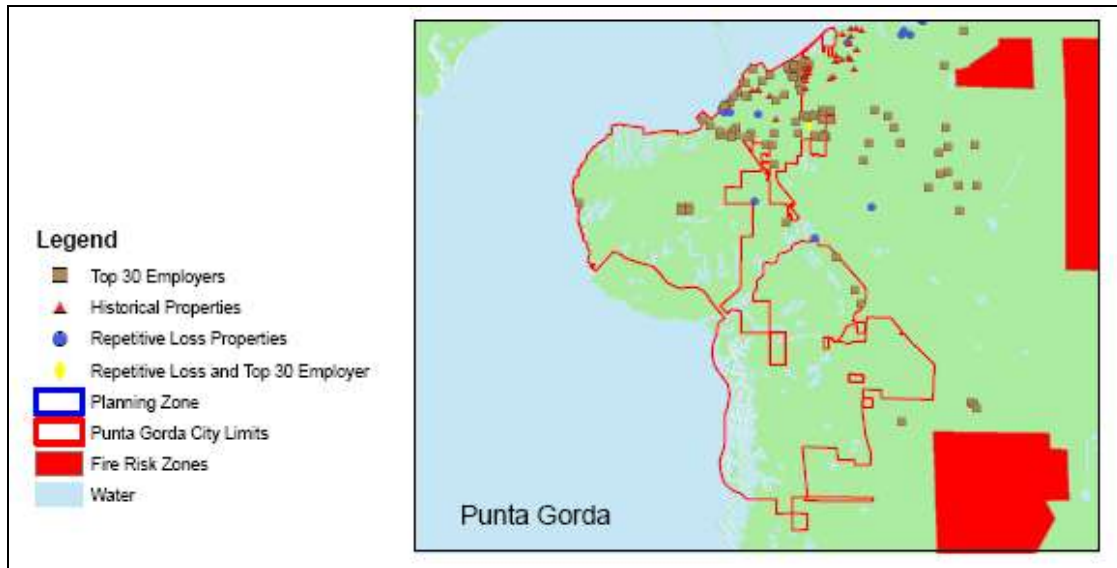 Legend
Top 30 Employers
Historical Properties
Repetitive Loss Properties
Repetitive Loss and Top 30 Employer
Planning Zone
Punta Gorda City Limits
Fire Risk Zones
Water
Punta Gorda